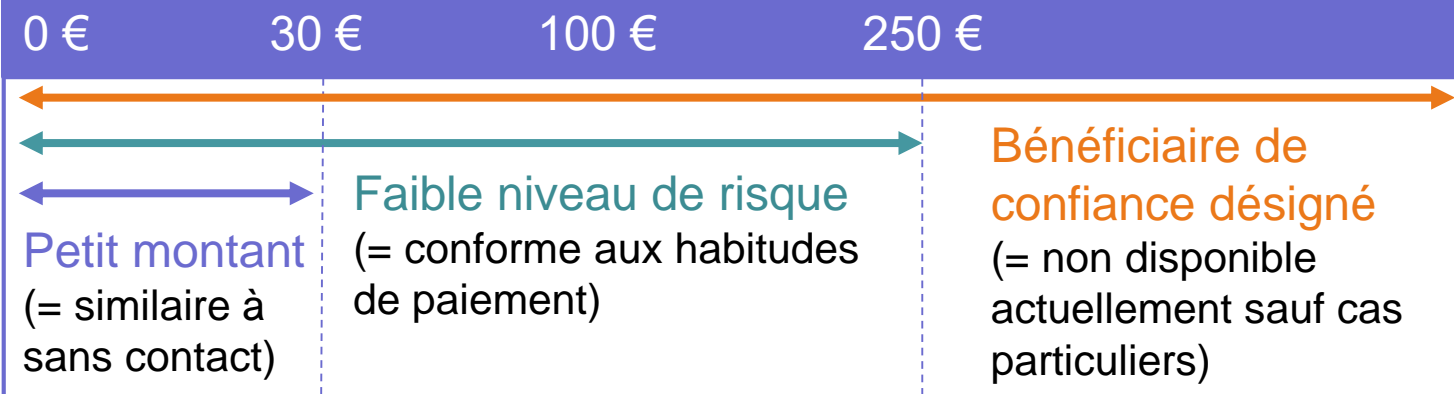 0 € 30 € 100 € 250 €
Petit montant
(= similaire à
sans contact)
Faible niveau de risque
(= conforme aux habitudes
de paiement)
Bénéficiaire de
confiance désigné
(= non disponible
actuellement sauf cas
particuliers)